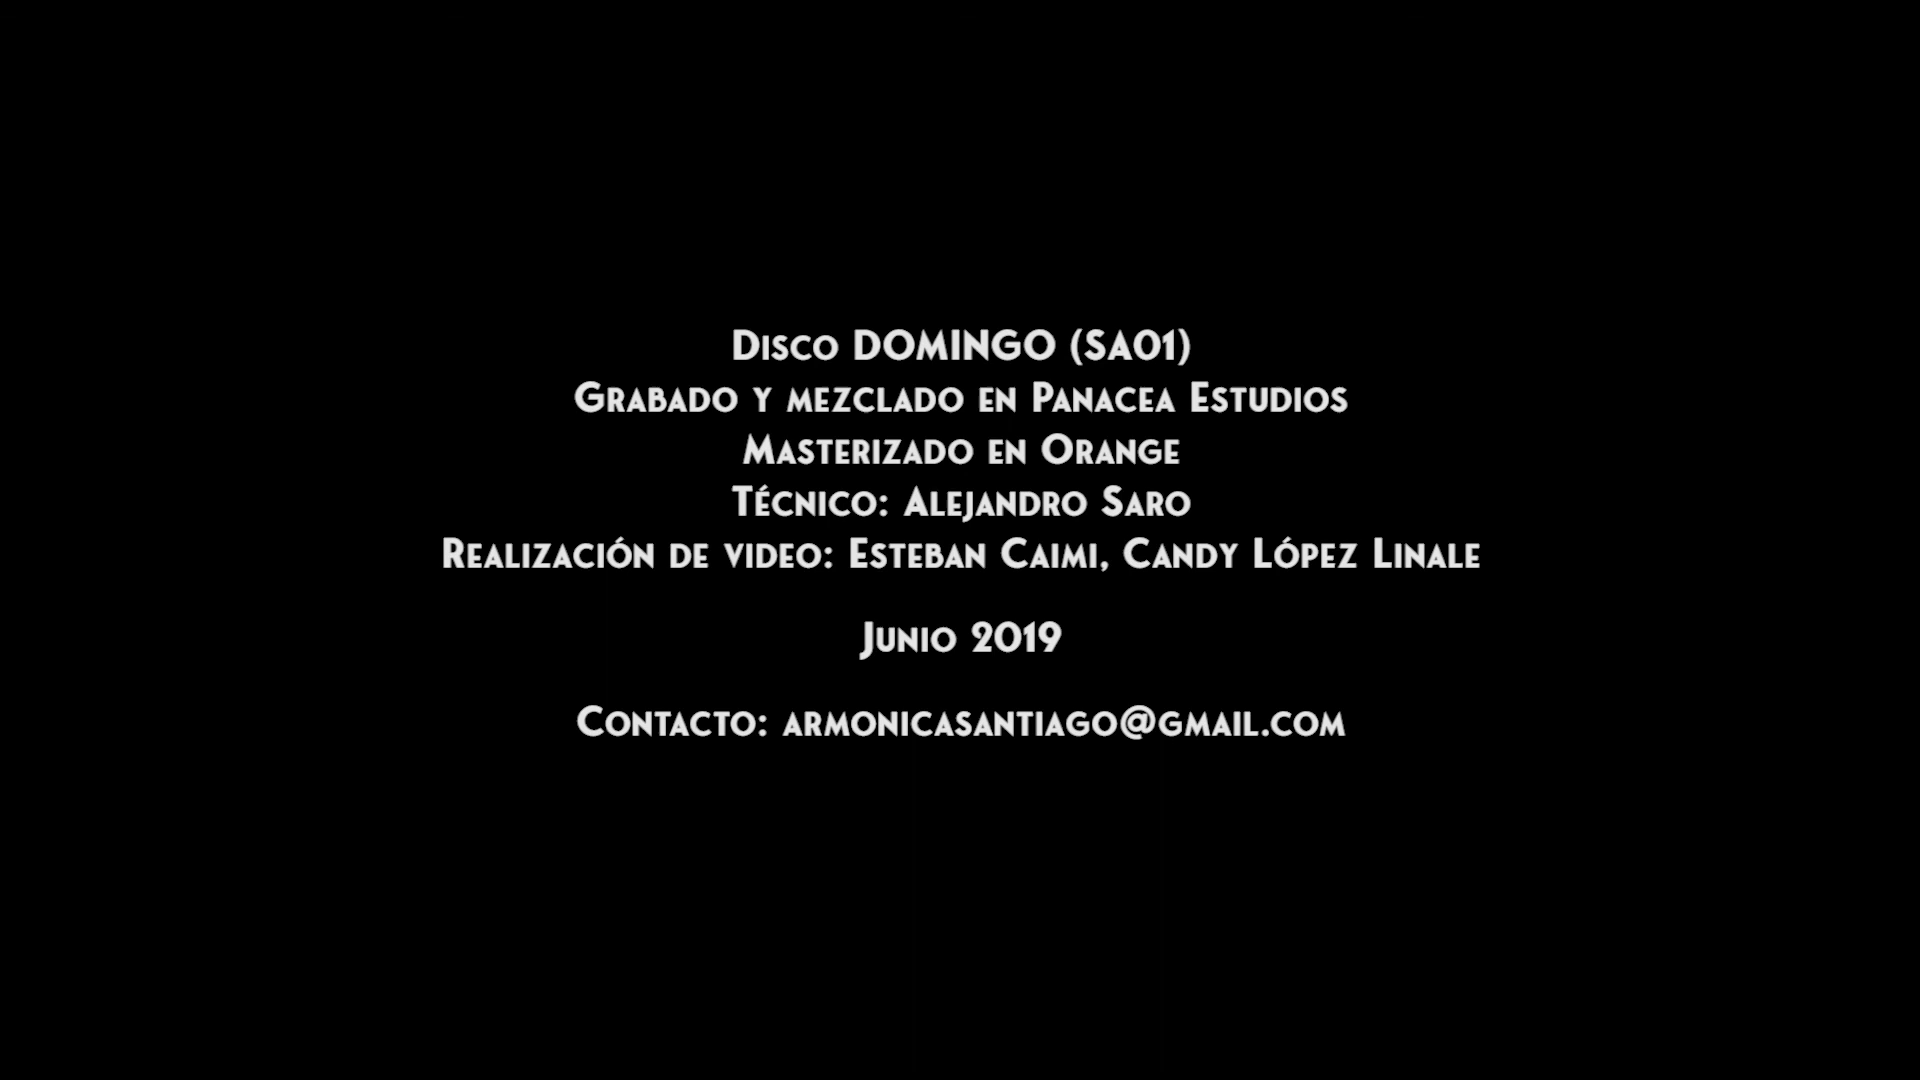 Disco DOMINGO (SA01)
Grabado y mezclado en Panacea Estudios
Masterizado en Orange
Técnico: Alejandro Saro
Realización de video: Esteban Caimi, Candy López Linale
Junio 2019
Contacto: armonicasantiago@gmail.com